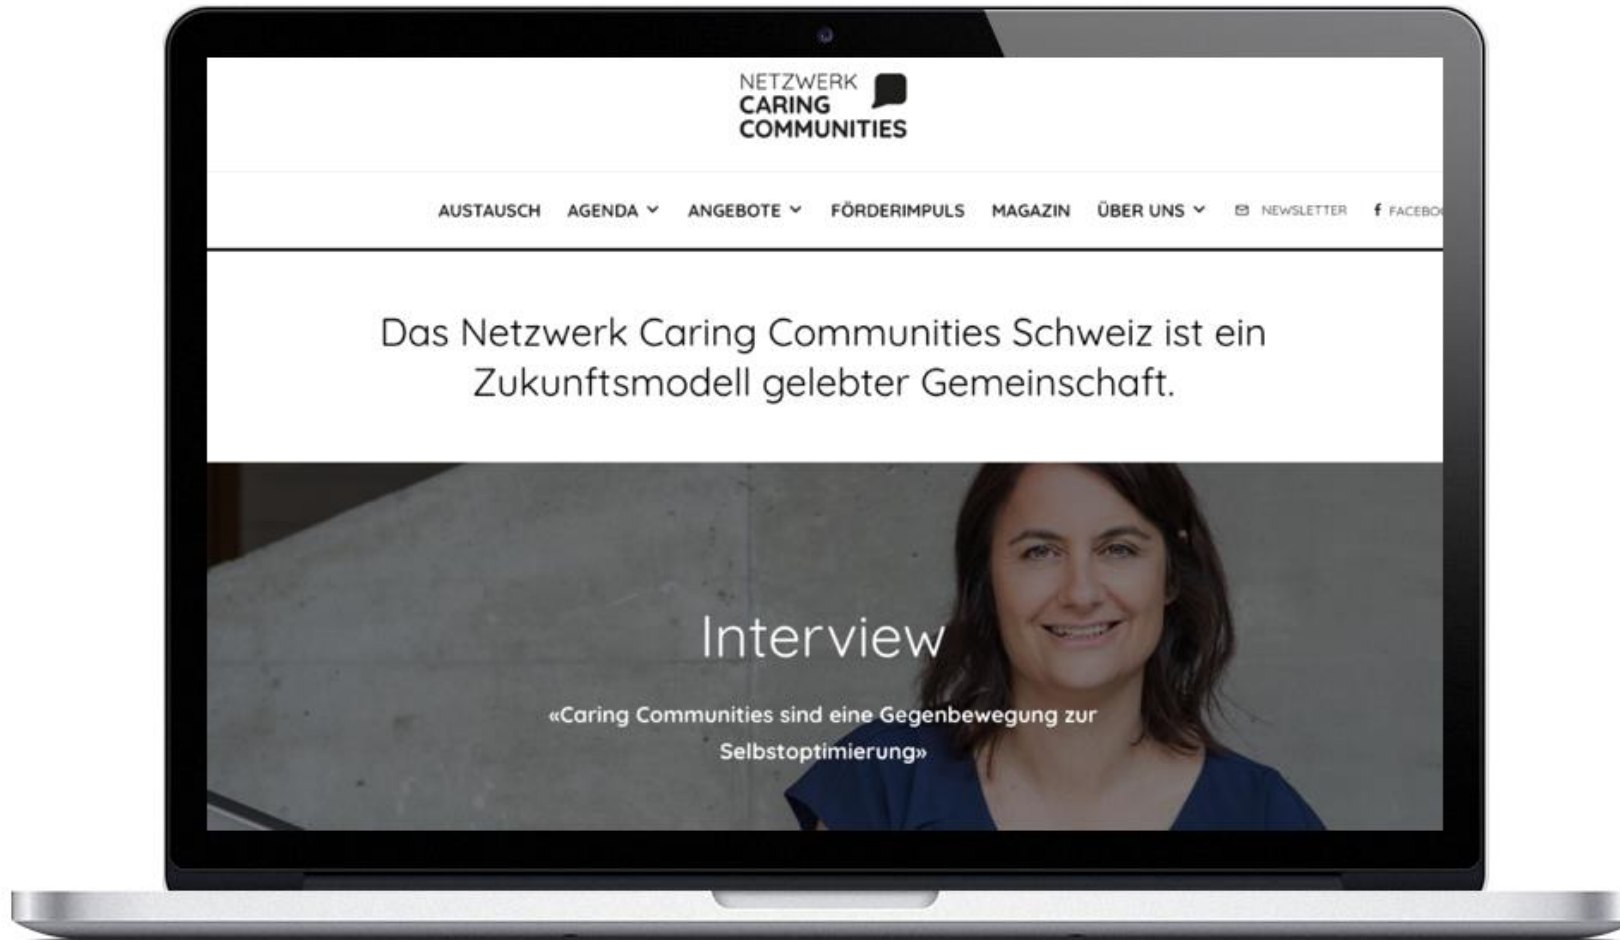 NETZWERK
CARING
COMMUNITIES
AUSTAUSCH AGENDA ANGEBOTE FÖRDERIMPULS MAGAZIN ÜBER UNS NEWSLETTER f FACEBO
Das Netzwerk Caring Communities Schweiz ist ein
Zukunftsmodell gelebter Gemeinschaft.
Interview
«Caring Communities sind eine Gegenbewegung zur
Selbstoptimierung»